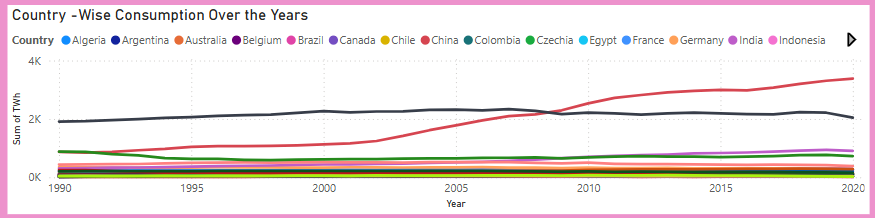 Country -Wise Consumption Over the Years
Country Algeria Argentina Australia Belgium Brazil Canada Chile China Colombia Czechia Egypt France Germany India Indonesia
4K
2K
0K
Sum of TWh
1990 1995 2000 2005 2010 2015 2020
Year